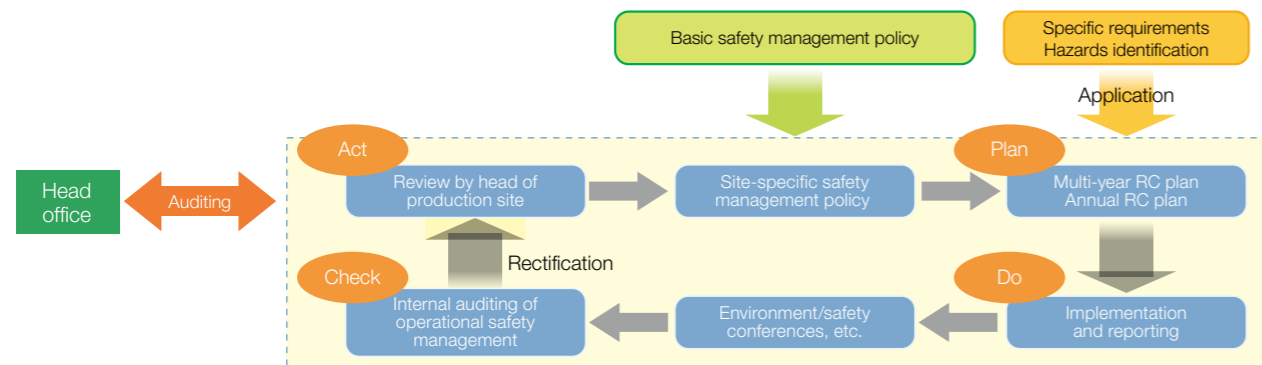 Basic safety management policy
Specific requirements
Hazards identification
Application
Act
Plan
Head
office
Auditing
Review by head of
production site
Site-specific safety
management policy
Multi-year RC plan
Annual RC plan
Rectification
Check
Do
Internal auditing of
operational safety
management
Environment/safety
conferences, etc.
Implementation
and reporting